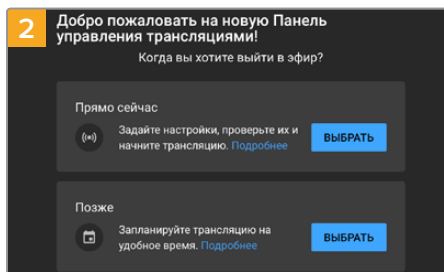 2
Добро пожаловать на новую Панель
управления трансляциями!
Когда вы хотите выйти в эфир?
Прямо сейчас
Задайте настройки, проверьте их и
начните трансляцию. Подробнее
ВЫБРАТЬ
Позже
Запланируйте трансляцию на
удобное время. Подробнее
ВЫБРАТЬ